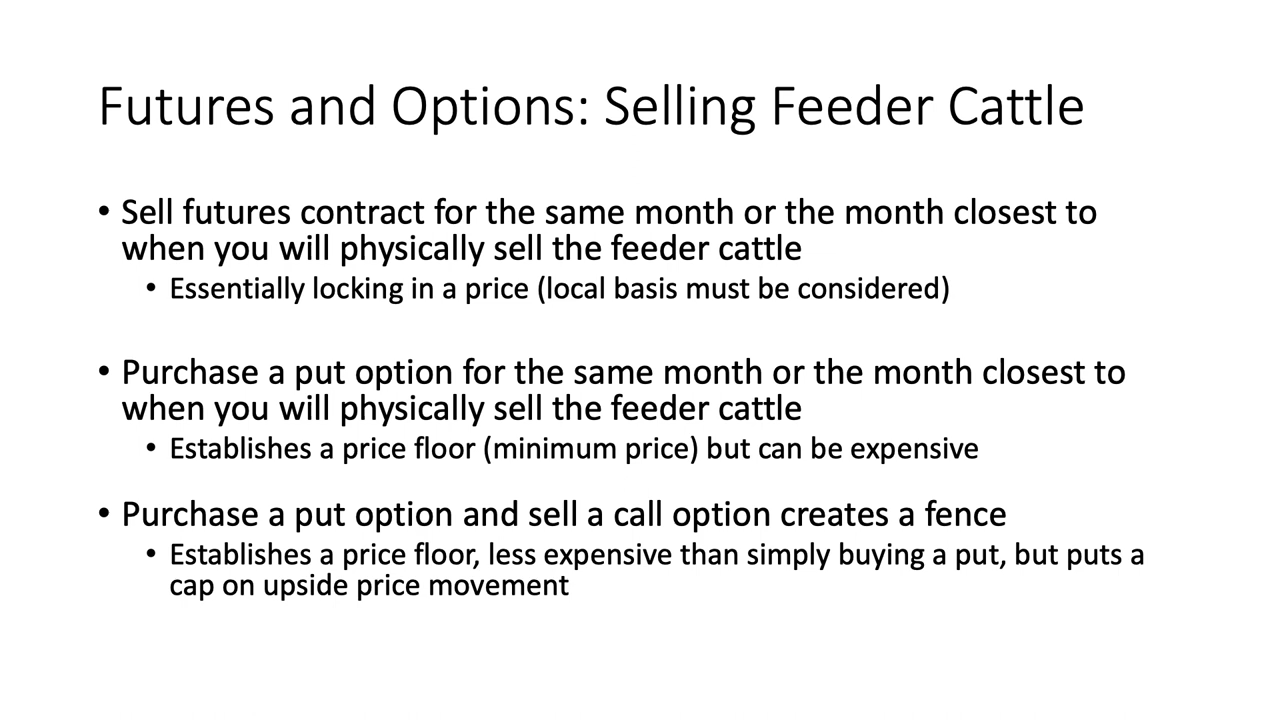 Futures and Options: Selling Feeder Cattle
• Sell futures contract for the same month or the month closest to
when you will physically sell the feeder cattle
• Essentially locking in a price (local basis must be considered)
• Purchase a put option for the same month or the month closest to
when you will physically sell the feeder cattle
• Establishes a price floor (minimum price) but can be expensive
• Purchase a put option and sell a call option creates a fence
• Establishes a price floor, less expensive than simply buying a put, but puts a
cap on upside price movement